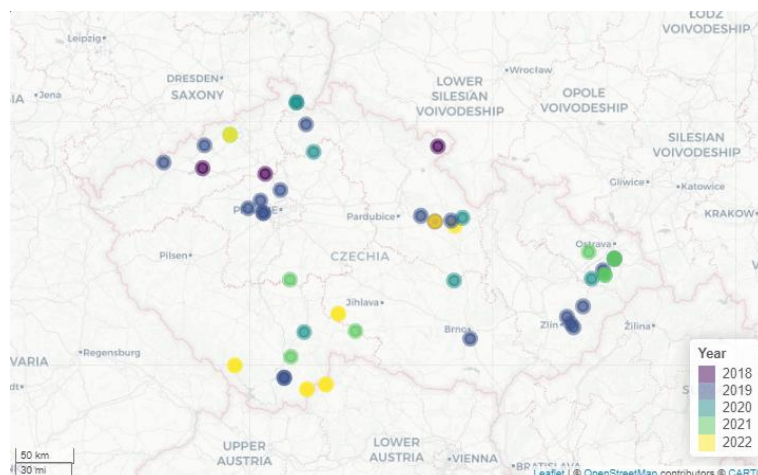 ŁÓDŹ
VOIVODESHIP
Leipzig
Wrocław
DRESDEN
SAXONY
LOWER
SILESIAN
VOIVODESHIP
OPOLE
VOIVODESHIP
Jena
SILESIAN
VOIVODESHIP
Gliwice
Katowice
KRAKOW
Pardubice
CZECHIA
Ostrava
Pilsen
Jihlava
Brno
Zlín
Žilina
VARIA
Regensburg
Year
2018
2019
2020
2021
2022
50 km
30 mi
UPPER
AUSTRIA
LOWER
AUSTRIA
VIENNA
BRATISLAVA
Leaflet | © OpenStreetMap contributors © CARTO